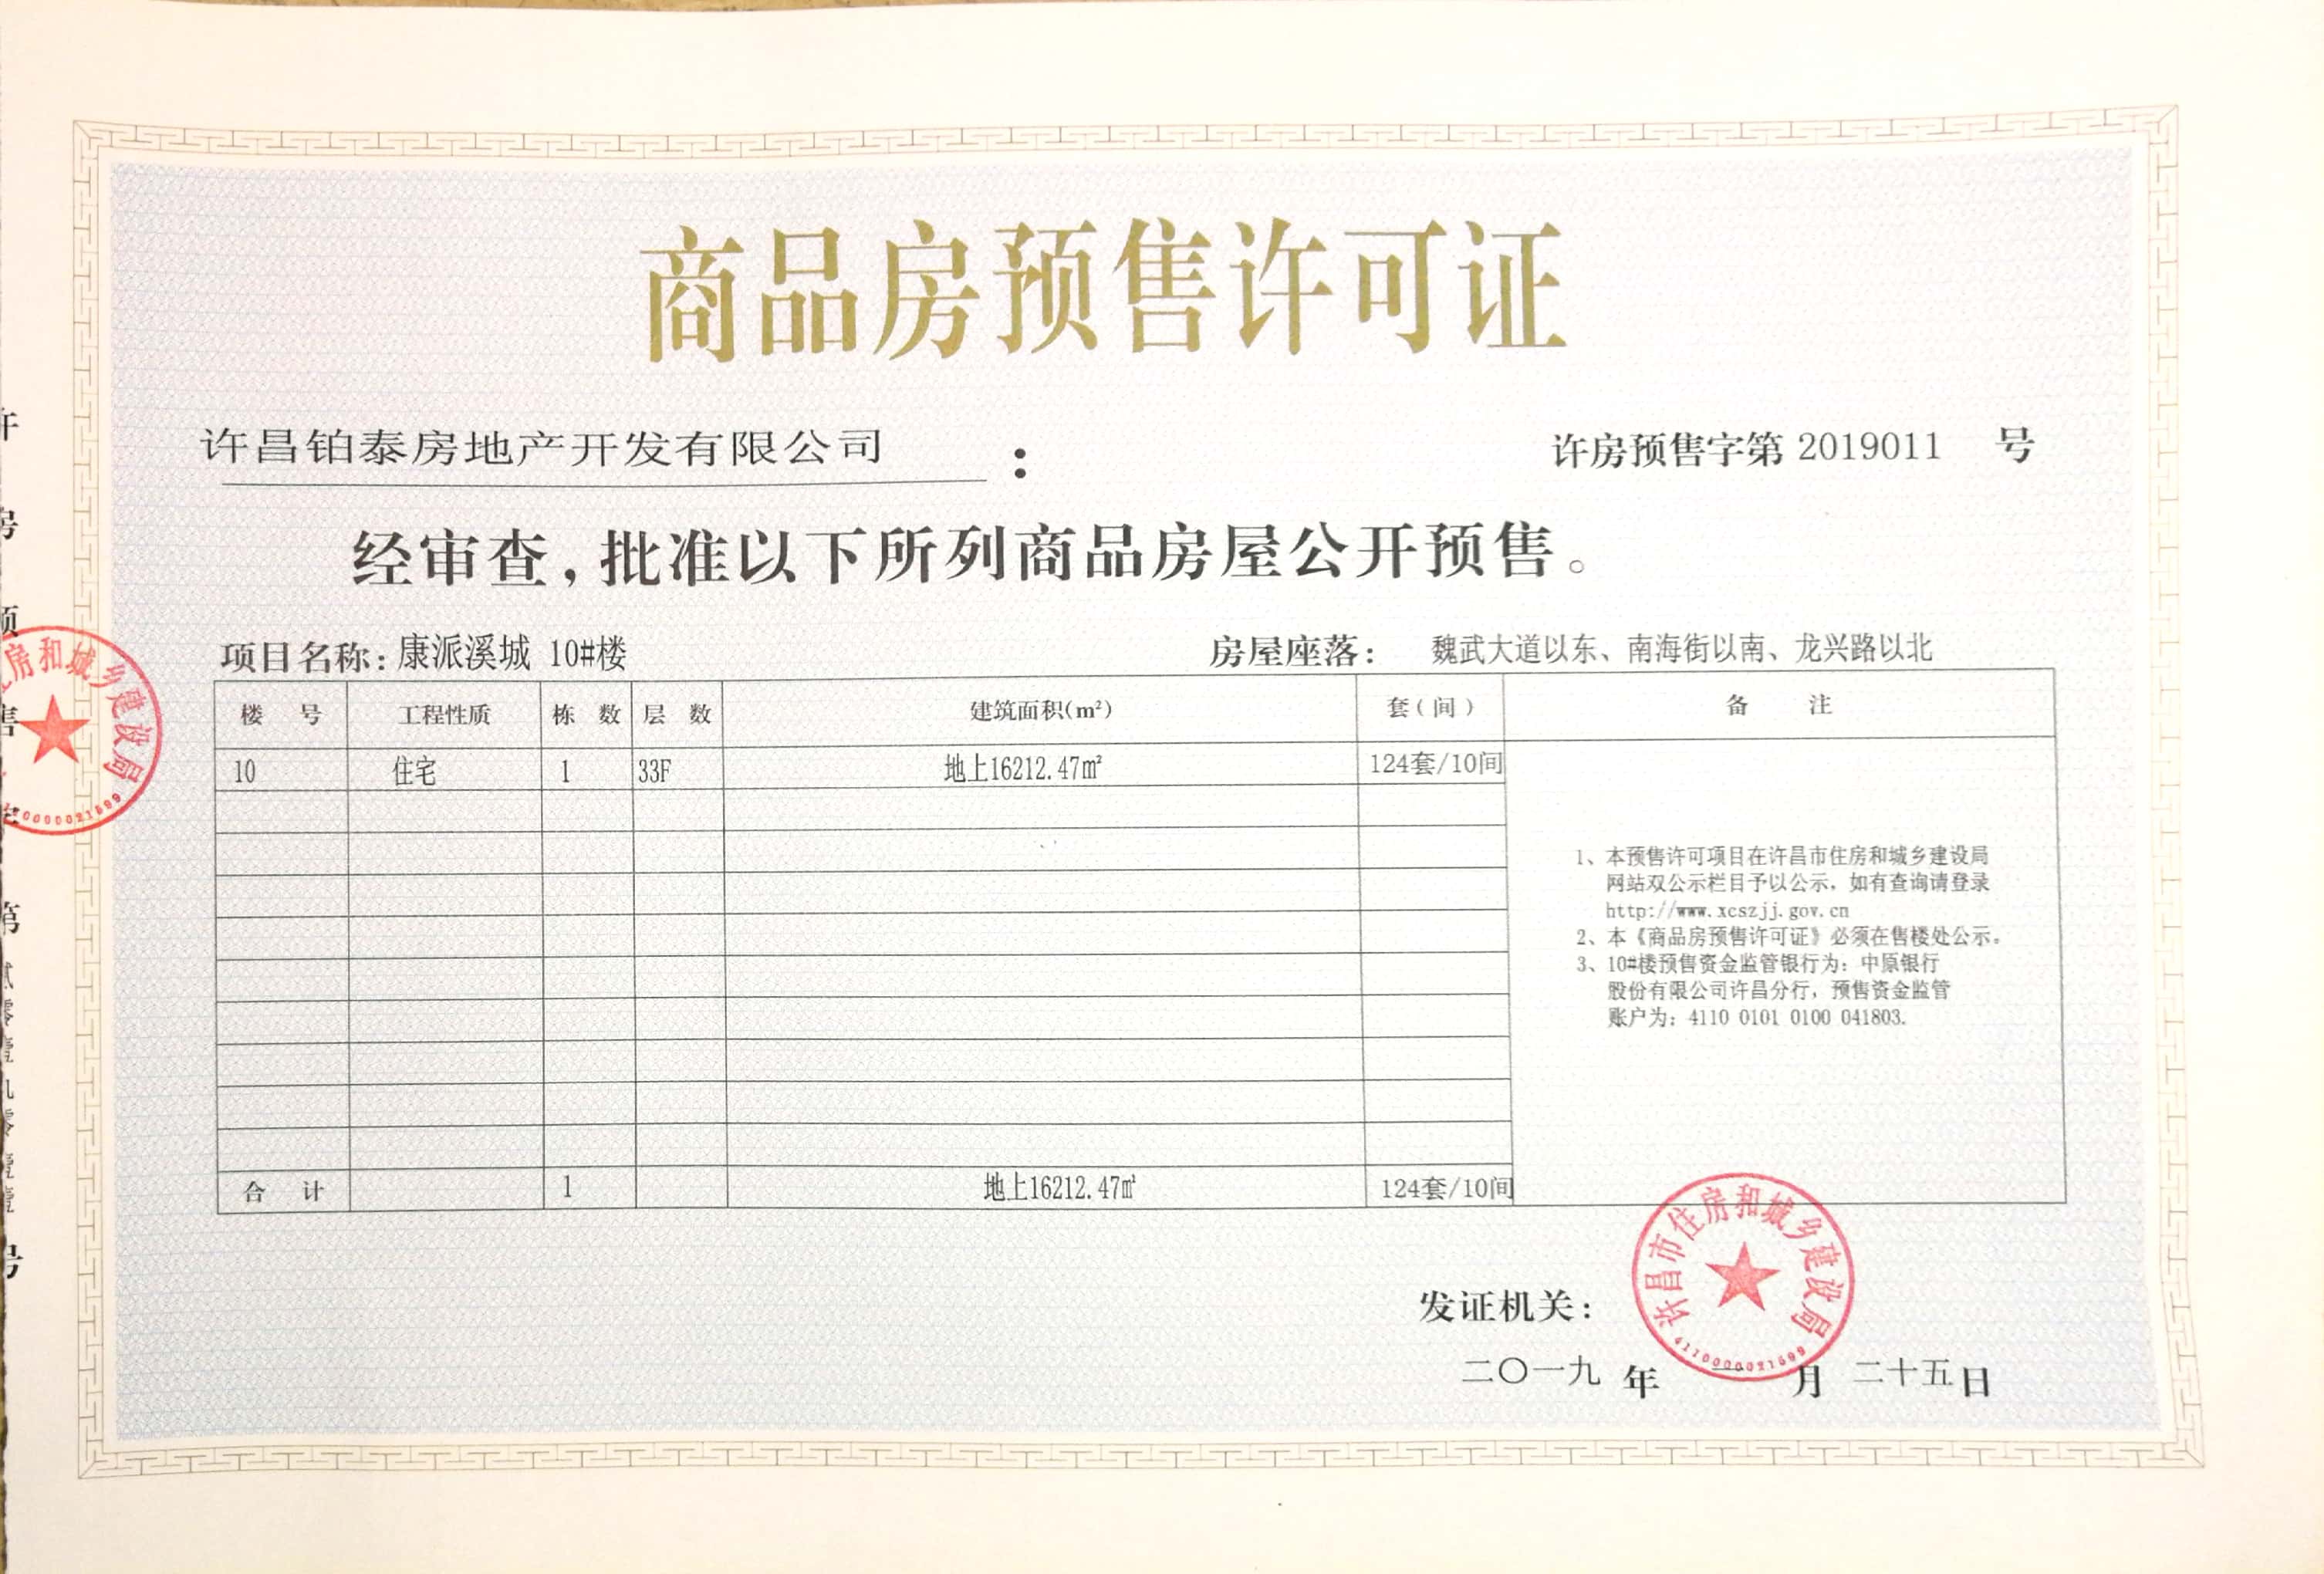 商品房预售许可证
许昌铂泰房地产开发有限公司：
许房预售字第 2019011 号
经审查，批准以下所列商品房屋公开预售。
项目名称：康派溪城 10#楼
房屋座落： 魏武大道以东、南海街以南、龙兴路以北
楼 号 工程性质 栋 数 层 数 建筑面积(m²) 套(间) 备 注
10 住宅 1 33F 地上16212.47㎡ 124套/10间
1、本预售许可项目在许昌市住房和城乡建设局
网站双公示栏目予以公示，如有查询请登录
http://www.xcszjj.gov.cn
2、本《商品房预售许可证》必须在售楼处公示。
3、10#楼预售资金监管银行为：中原银行
股份有限公司许昌分行，预售资金监管
账户为：4110 0101 0100 041803.
合 计 1 地上16212.47㎡ 124套/10间
发证机关：
许昌市住房和城乡建设局
4110000021599
二〇一九 年 月 二十五日
房和城乡建设局
第
号